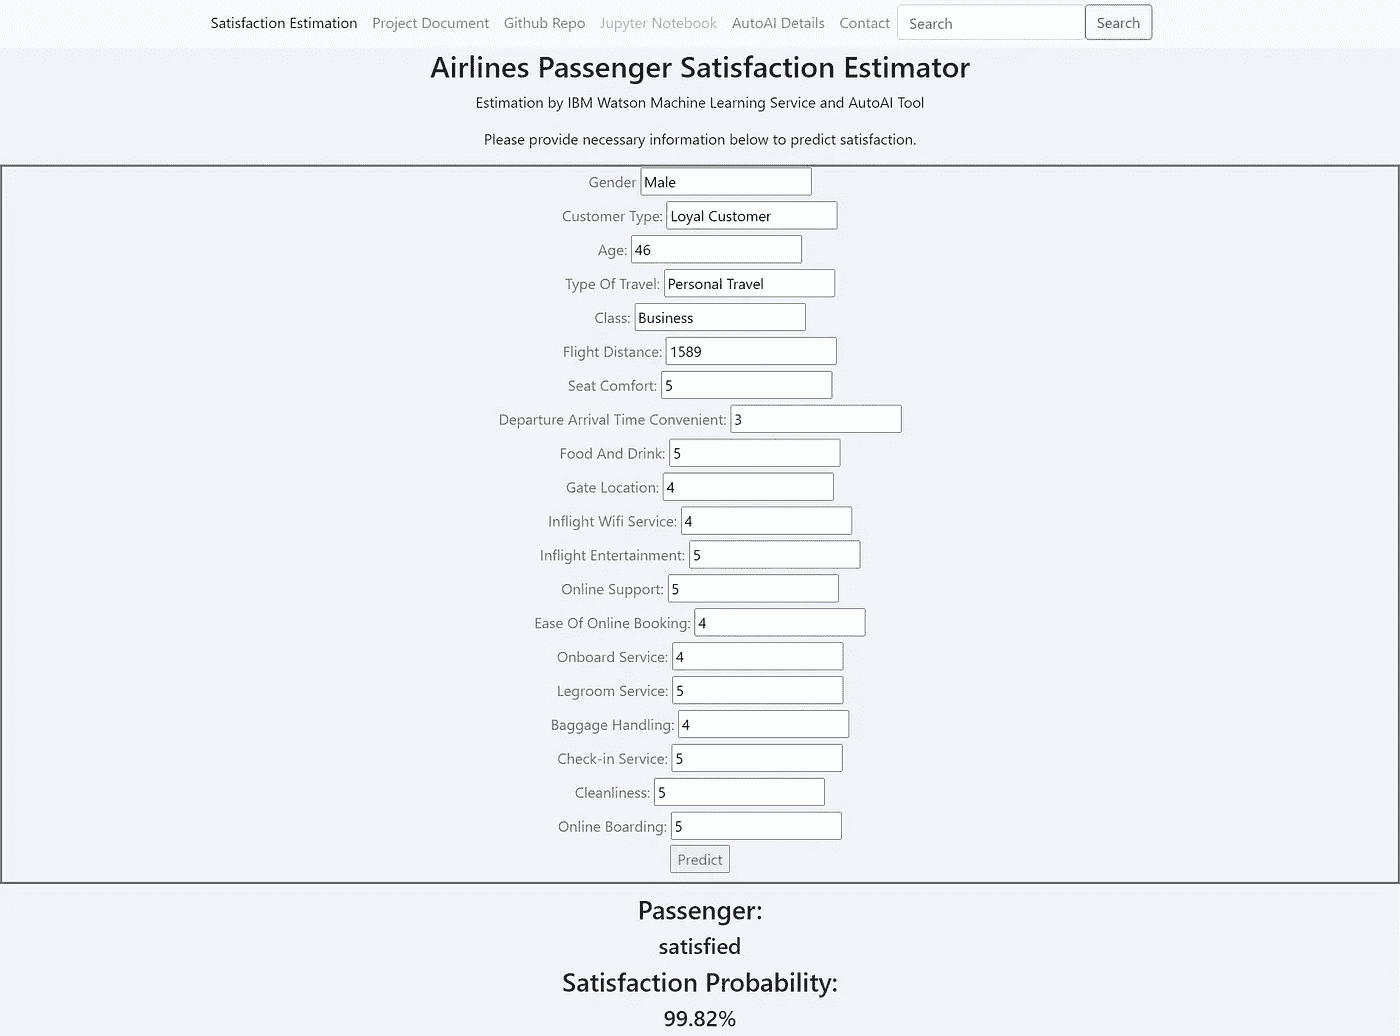 Satisfaction Estimation Project Document Github Repo Jupyter Notebook AutoAI Details Contact Search Search
Airlines Passenger Satisfaction Estimator
Estimation by IBM Watson Machine Learning Service and AutoAI Tool
Please provide necessary information below to predict satisfaction.
Gender Male
Customer Type: Loyal Customer
Age: 46
Type Of Travel: Personal Travel
Class: Business
Flight Distance: 1589
Seat Comfort: 5
Departure Arrival Time Convenient: 3
Food And Drink: 5
Gate Location: 4
Inflight Wifi Service: 4
Inflight Entertainment: 5
Online Support: 5
Ease Of Online Booking: 4
Onboard Service: 4
Legroom Service: 5
Baggage Handling: 4
Check-in Service: 5
Cleanliness: 5
Online Boarding: 5
Predict
Passenger:
satisfied
Satisfaction Probability:
99.82%